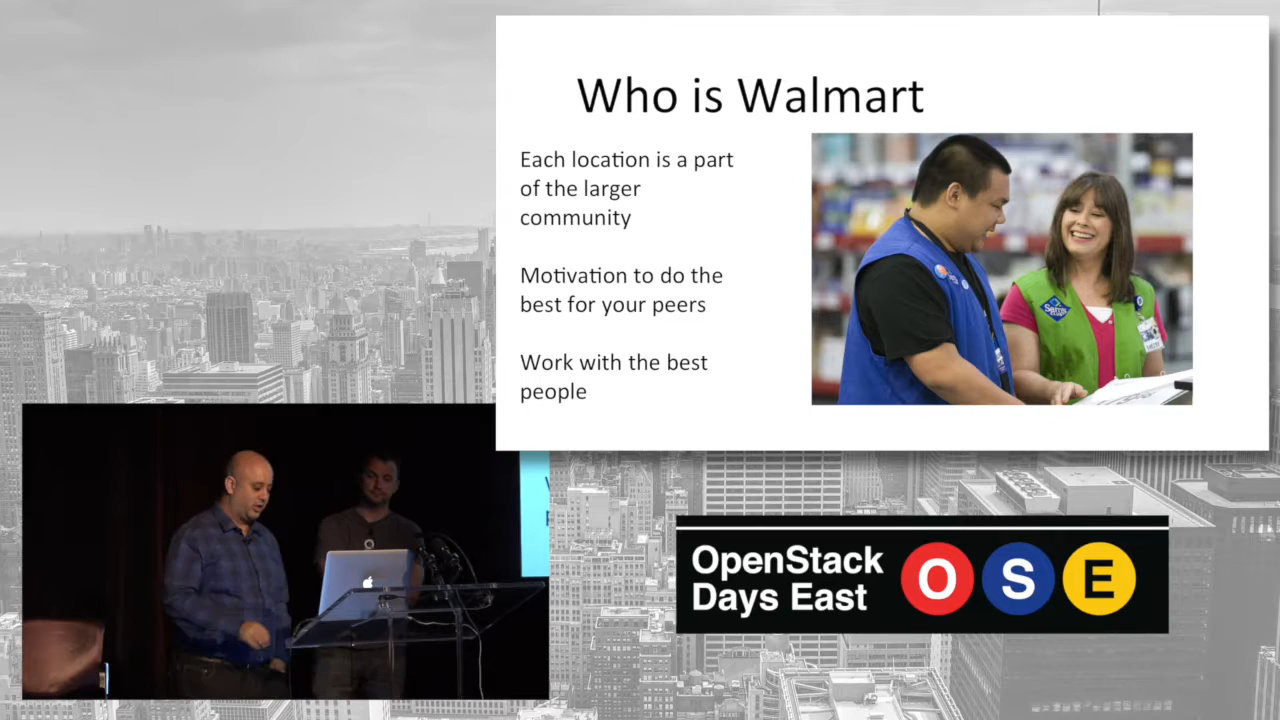 Who is Walmart
Each location is a part
of the larger
community
Motivation to do the
best for your peers
Work with the best
people
Sam's
OpenStack
Days East
O S E